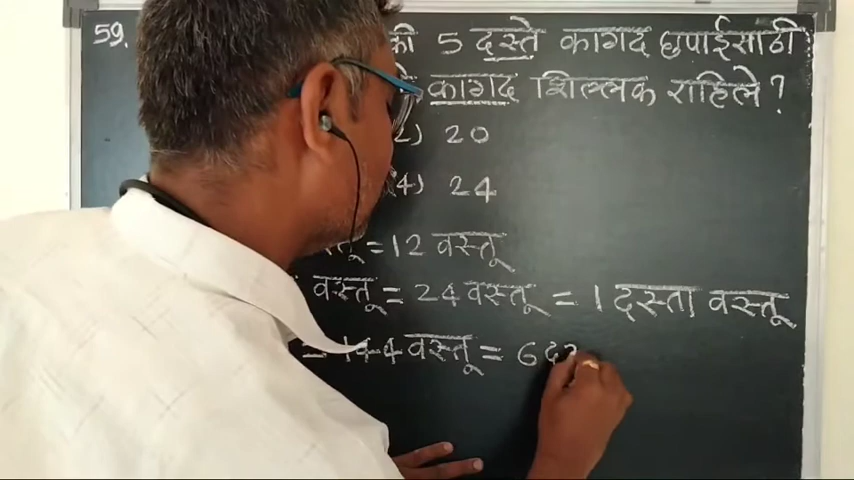 59. की 5 दस्ते कागद छपाईसाठी
कागद शिल्लक राहिले ?
2) 20
4) 24
= 12 वस्तू
वस्तू = 24 वस्तू = 1 दस्ता वस्तू
= 144 वस्तू = 6